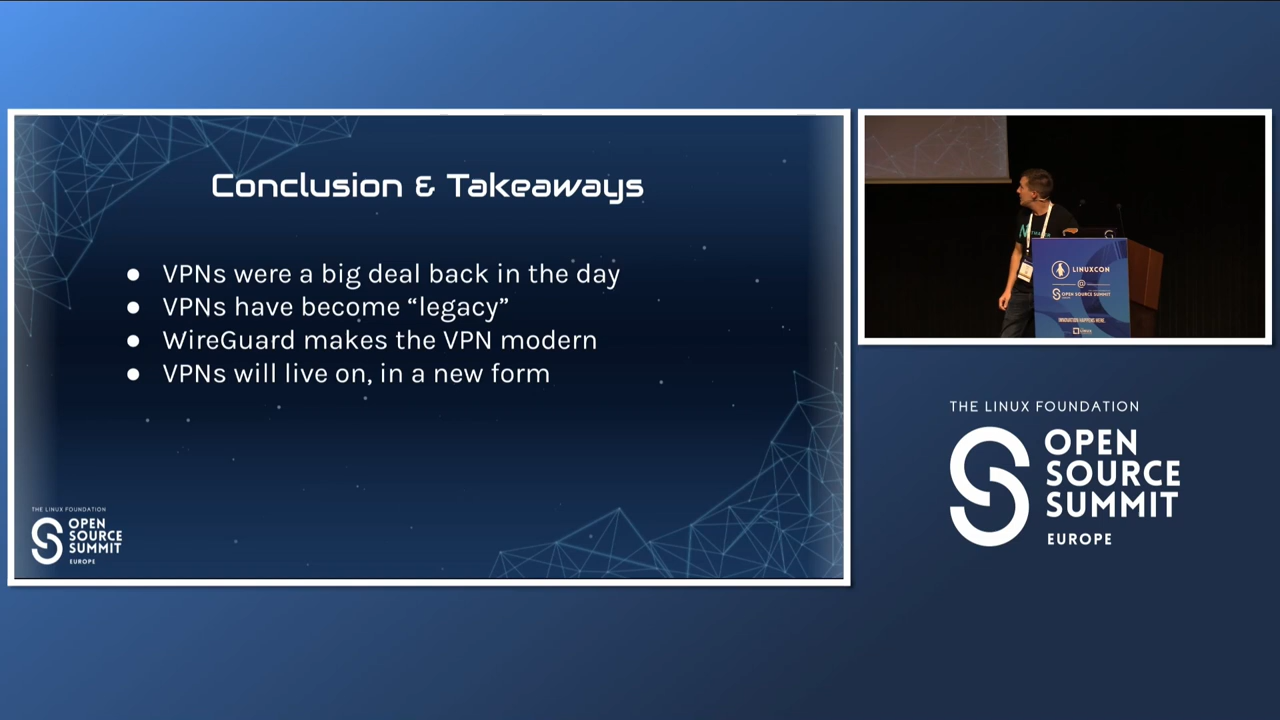 Conclusion & Takeaways
● VPNs were a big deal back in the day
● VPNs have become “legacy”
● WireGuard makes the VPN modern
● VPNs will live on, in a new form
THE LINUX FOUNDATION
OPEN
SOURCE
SUMMIT
EUROPE
LINUXCON
@
OPEN SOURCE SUMMIT
THE LINUX FOUNDATION
OPEN
SOURCE
SUMMIT
EUROPE